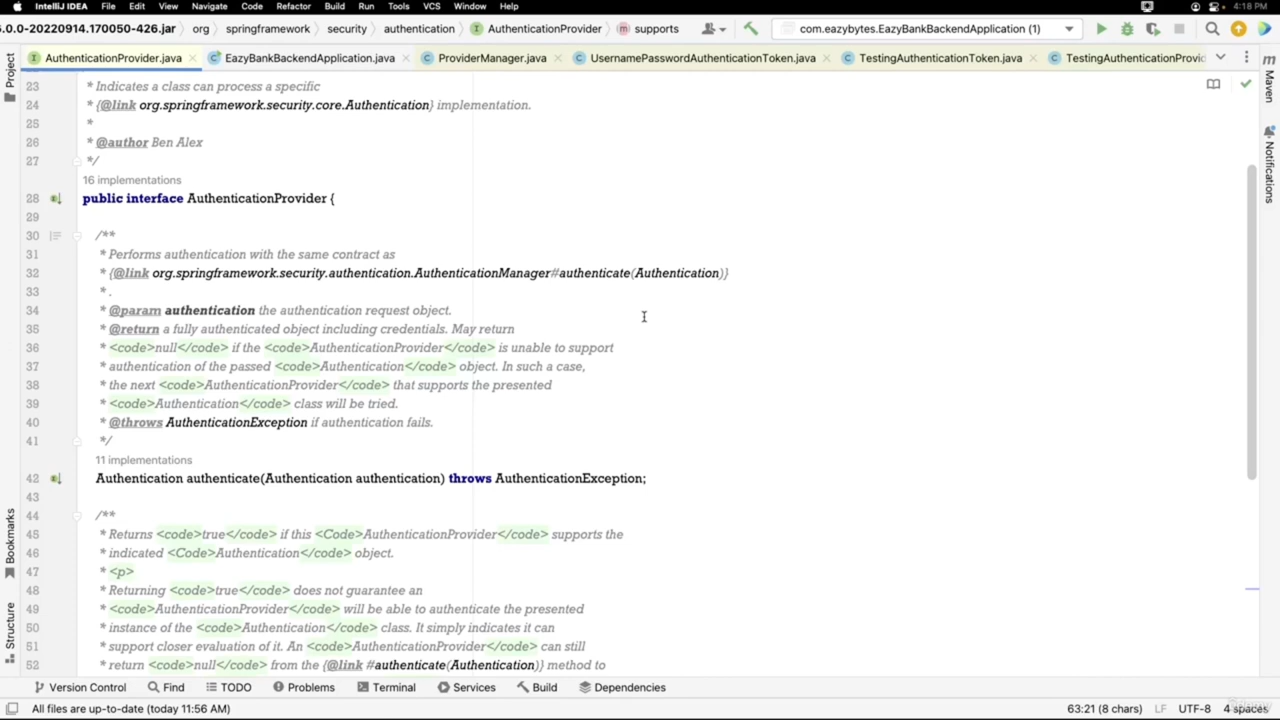 IntelliJ IDEA File Edit View Navigate Code Refactor Build Run Tools VCS Window Help 4:18 PM
5.0.0-20220914.170050-426.jar org springframework security authentication AuthenticationProvider supports com.eazybytes.EazyBankBackendApplication (1)
AuthenticationProvider.java EazyBankBackendApplication.java ProviderManager.java UsernamePasswordAuthenticationToken.java TestingAuthenticationToken.java TestingAuthenticationProvid
Project
Maven
Notifications
23 * Indicates a class can process a specific
24 * {@link org.springframework.security.core.Authentication} implementation.
25 *
26 * @author Ben Alex
27 */
16 implementations
28 public interface AuthenticationProvider {
29
30 /**
31 * Performs authentication with the same contract as
32 * {@link org.springframework.security.authentication.AuthenticationManager#authenticate(Authentication)}
33 * .
34 * @param authentication the authentication request object.
35 * @return a fully authenticated object including credentials. May return
36 * <code>null</code> if the <code>AuthenticationProvider</code> is unable to support
37 * authentication of the passed <code>Authentication</code> object. In such a case,
38 * the next <code>AuthenticationProvider</code> that supports the presented
39 * <code>Authentication</code> class will be tried.
40 * @throws AuthenticationException if authentication fails.
41 */
11 implementations
42 Authentication authenticate(Authentication authentication) throws AuthenticationException;
43
44 /**
45 * Returns <code>true</code> if this <Code>AuthenticationProvider</code> supports the
46 * indicated <Code>Authentication</code> object.
47 * <p>
48 * Returning <code>true</code> does not guarantee an
49 * <code>AuthenticationProvider</code> will be able to authenticate the presented
50 * instance of the <code>Authentication</code> class. It simply indicates it can
51 * support closer evaluation of it. An <code>AuthenticationProvider</code> can still
52 * return <code>null</code> from the {@link #authenticate(Authentication)} method to
Bookmarks
Structure
Version Control Find TODO Problems Terminal Services Build Dependencies
All files are up-to-date (today 11:56 AM) 63:21 (8 chars) LF UTF-8 4 spaces